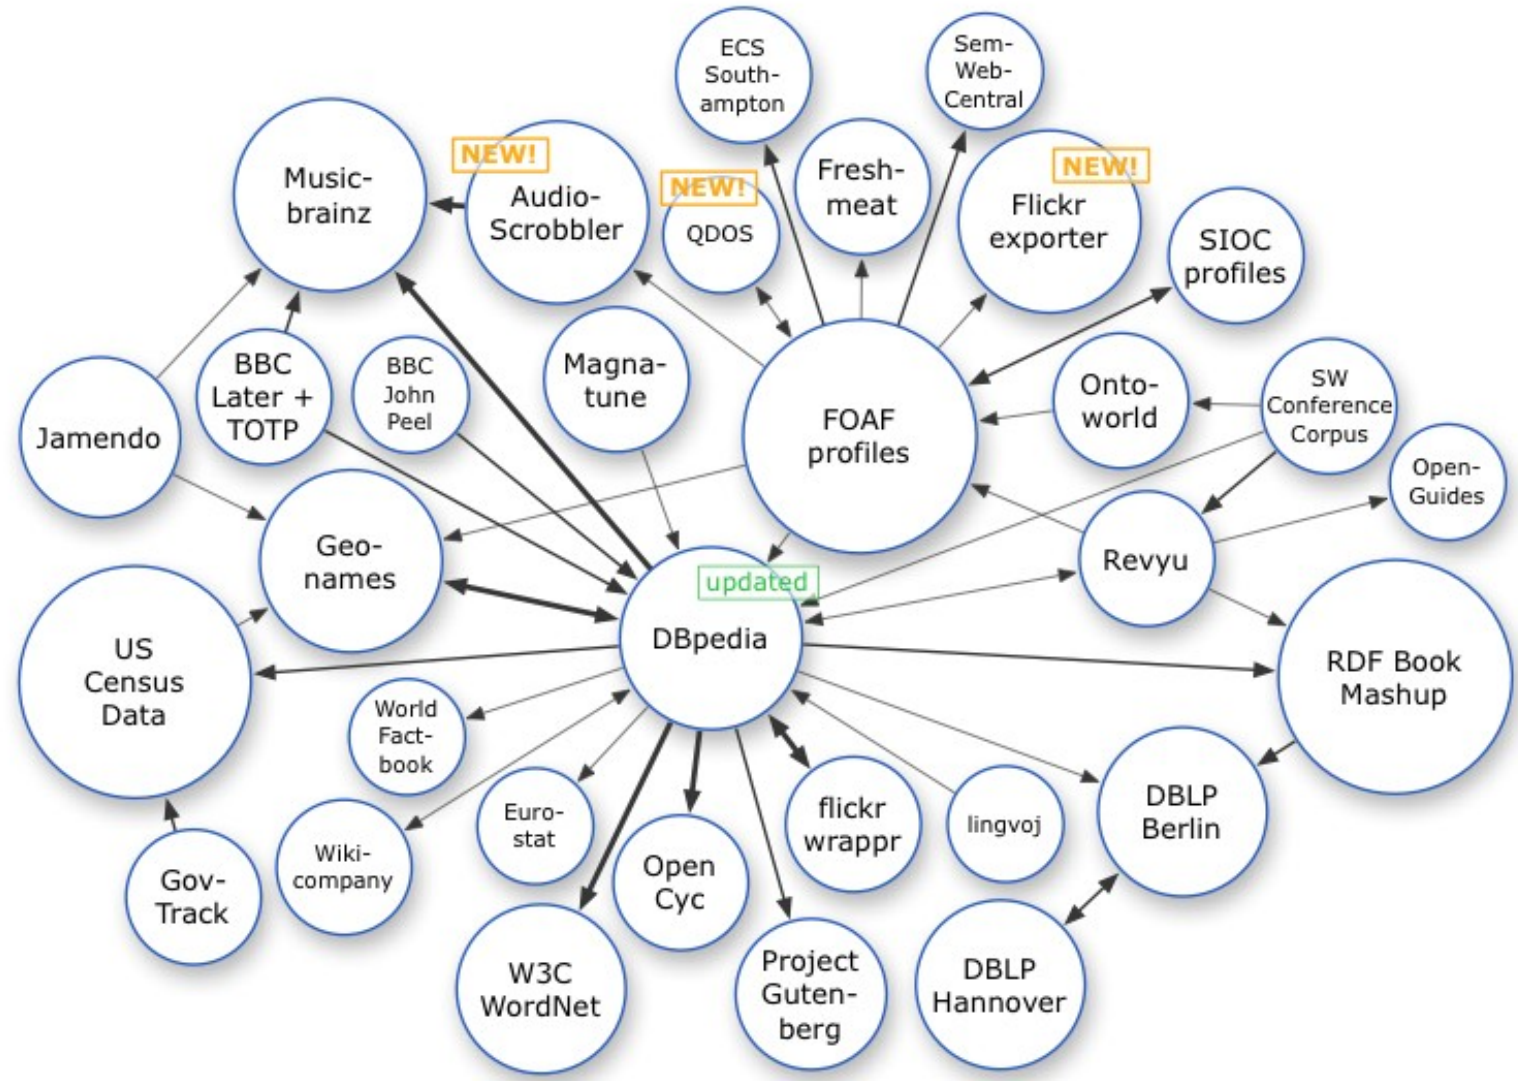 ECS
South-
ampton
Sem-
Web-
Central
NEW!
Music-
brainz
Audio-
Scrobbler
NEW!
QDOS
Fresh-
meat
NEW!
Flickr
exporter
SIOC
profiles
Jamendo
BBC
Later +
TOTP
BBC
John
Peel
Magna-
tune
FOAF
profiles
Onto-
world
SW
Conference
Corpus
Open-
Guides
Geo-
names
updated
DBpedia
Revyu
US
Census
Data
RDF Book
Mashup
World
Fact-
book
Wiki-
company
Euro-
stat
Open
Cyc
flickr
wrappr
lingvoj
DBLP
Berlin
Gov-
Track
W3C
WordNet
Project
Guten-
berg
DBLP
Hannover